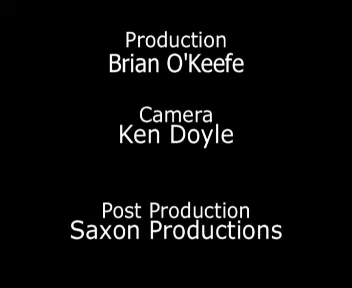 Production
Brian O'Keefe
Camera
Ken Doyle
Post Production
Saxon Productions